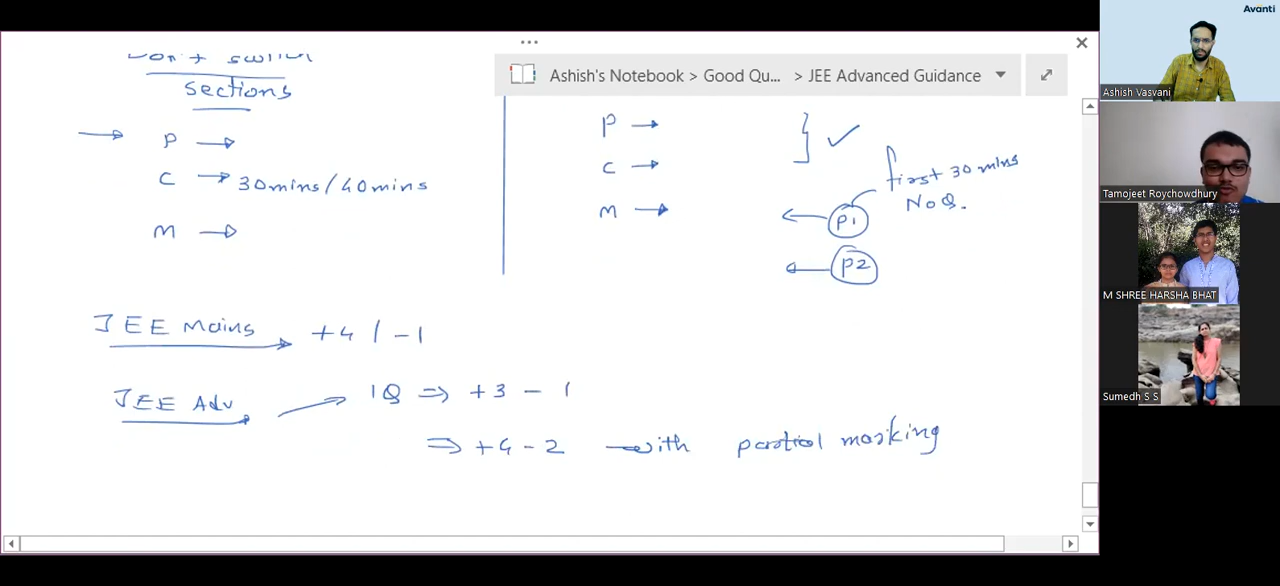 Avanti
Ashish's Notebook > Good Qu... > JEE Advanced Guidance
Don't switch
sections
P →
C → 30mins/40mins
M →
P →
C →
M →
first 30 mins
No Q.
P1
P2
JEE Mains → +4 / -1
JEE Adv → 1Q ⇒ +3 - 1
⇒ +4 - 2 → with partial marking
Ashish Vasvani
Tamojeet Roychowdhury
M SHREE HARSHA BHAT
Sumedh S S